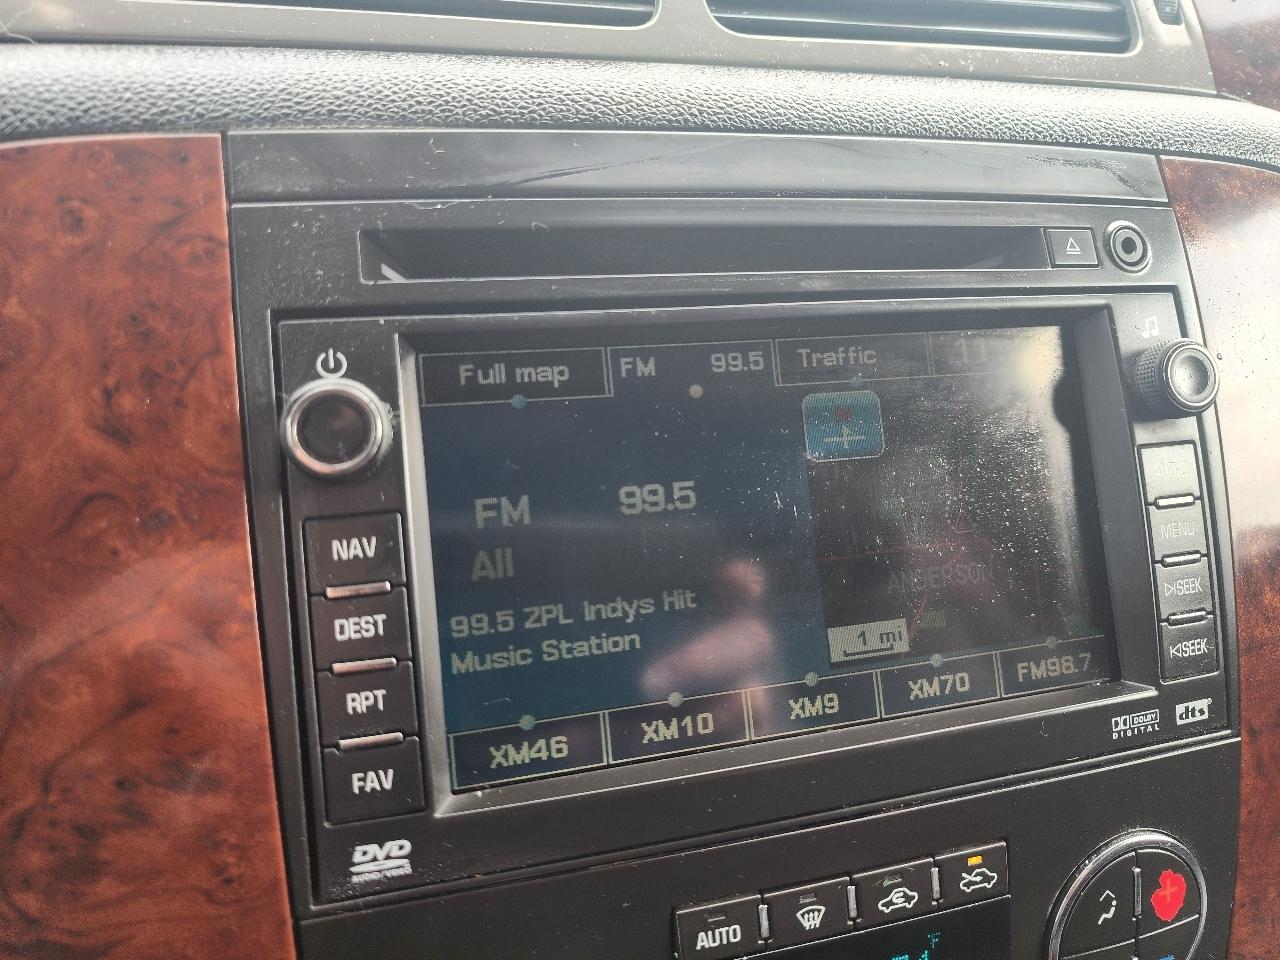 Full map
FM 99.5
Traffic
FM 99.5
All
99.5 ZPL Indys Hit
Music Station
ANDERSON
1 mi
XM46
XM10
XM9
XM70
FM98.7
NAV
DEST
RPT
FAV
AUDIO
MENU
SEEK
SEEK
DVD
AUDIO/VIDEO
DOLBY
DIGITAL
dts
AUTO